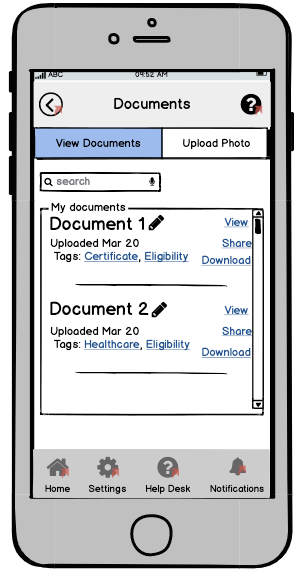 ABC 09:52 AM
Documents ?
View Documents Upload Photo
search
My documents
Document 1 View
Uploaded Mar 20 Share
Tags: Certificate, Eligibility Download
Document 2 View
Uploaded Mar 20 Share
Tags: Healthcare, Eligibility Download
?
Home Settings Help Desk Notifications